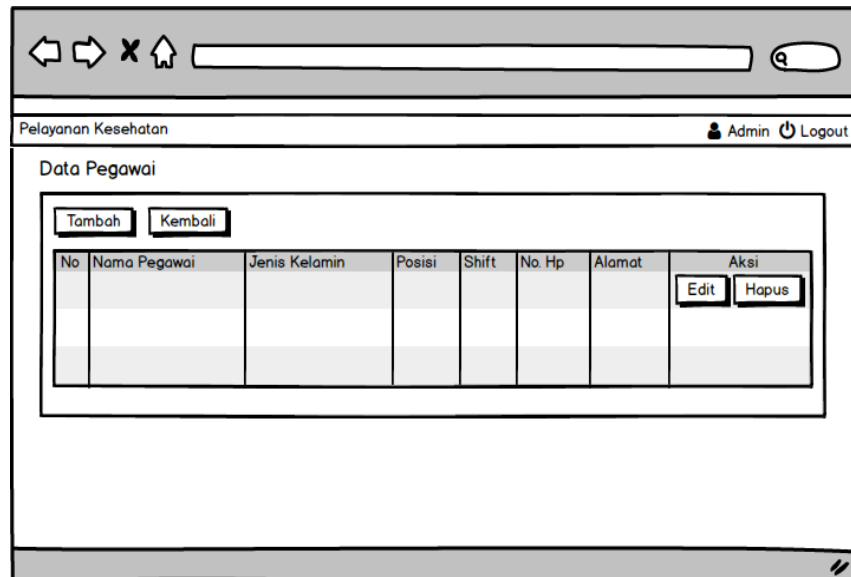 Pelayanan Kesehatan Admin Logout
Data Pegawai
Tambah Kembali
No Nama Pegawai Jenis Kelamin Posisi Shift No. Hp Alamat Aksi
Edit Hapus